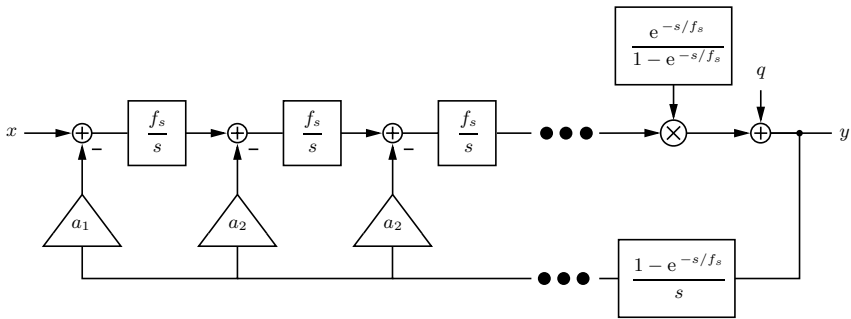 e^{-s/f_s}
1 - e^{-s/f_s}
q
x
+
f_s
s
+
f_s
s
+
f_s
s
×
+
y
−
−
−
a_1
a_2
a_2
1 - e^{-s/f_s}
s